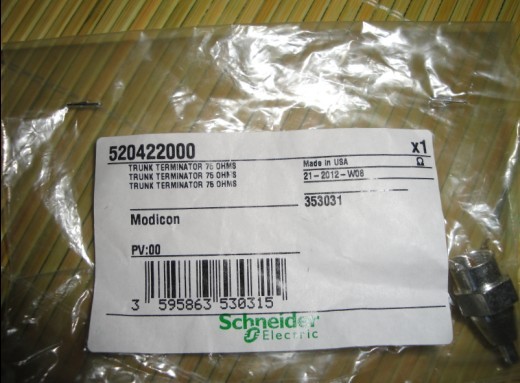 520422000
x1
TRUNK TERMINATOR 75 OHMS
TRUNK TERMINATOR 75 OHMS
TRUNK TERMINATOR 75 OHMS
Made in USA
Ω
21-2012-W08
353031
Modicon
PV:00
3 595863 530315
Schneider
Electric